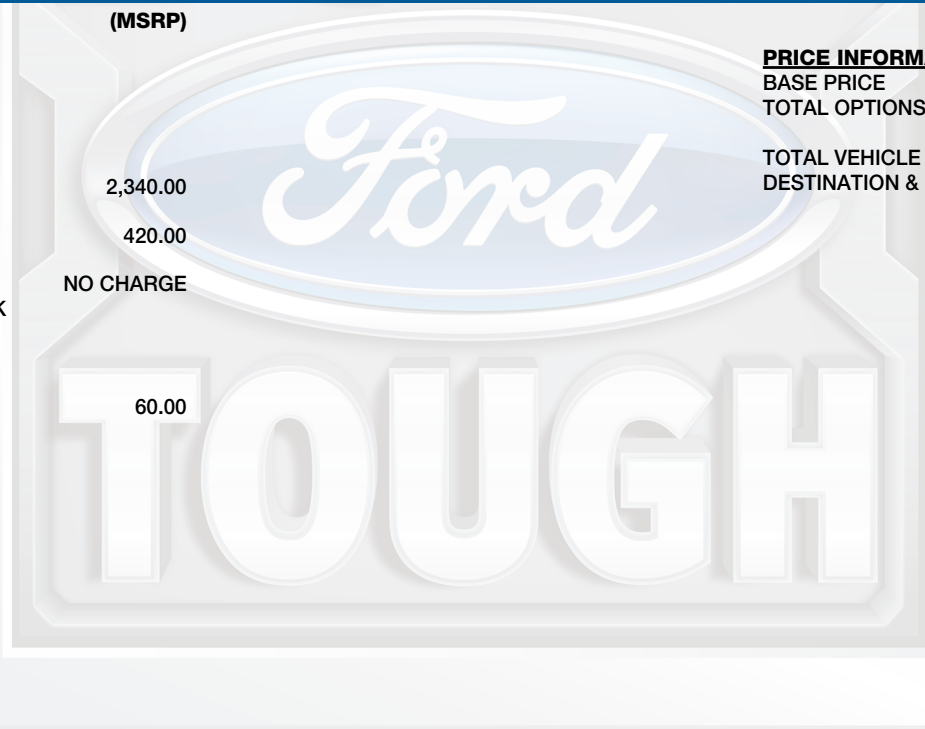 (MSRP)
2,340.00
420.00
NO CHARGE
K
60.00
PRICE INFORMA
BASE PRICE
TOTAL OPTIONS
TOTAL VEHICLE
DESTINATION &
Ford
TOUGH